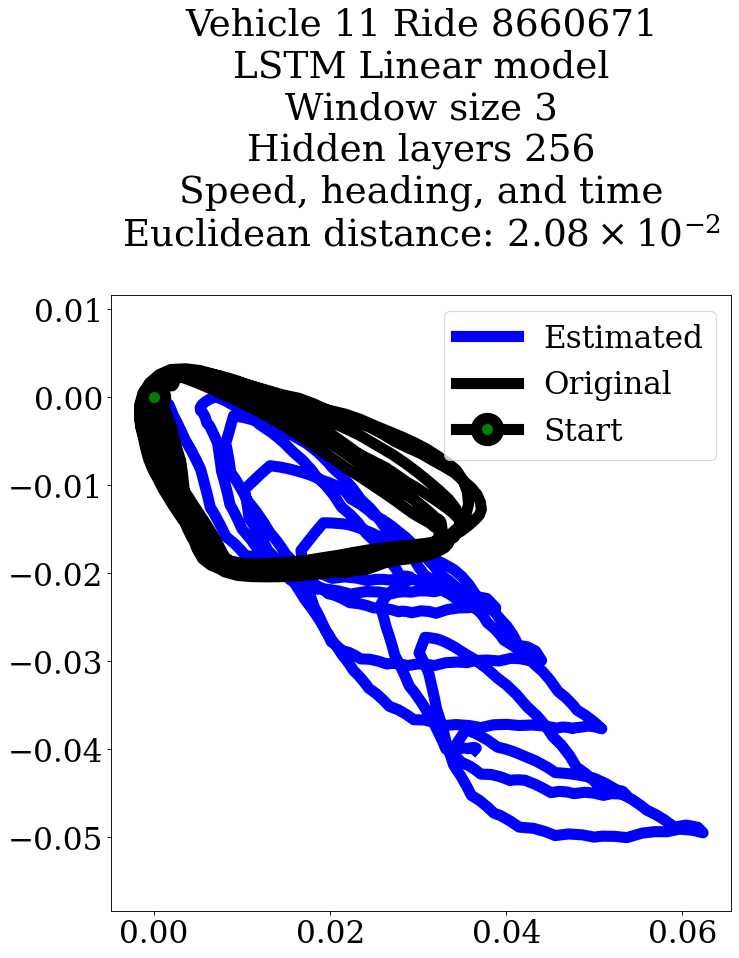 Vehicle 11 Ride 8660671
LSTM Linear model
Window size 3
Hidden layers 256
Speed, heading, and time
Euclidean distance: 2.08 × 10⁻²
Estimated
Original
Start
0.01
0.00
−0.01
−0.02
−0.03
−0.04
−0.05
0.00 0.02 0.04 0.06